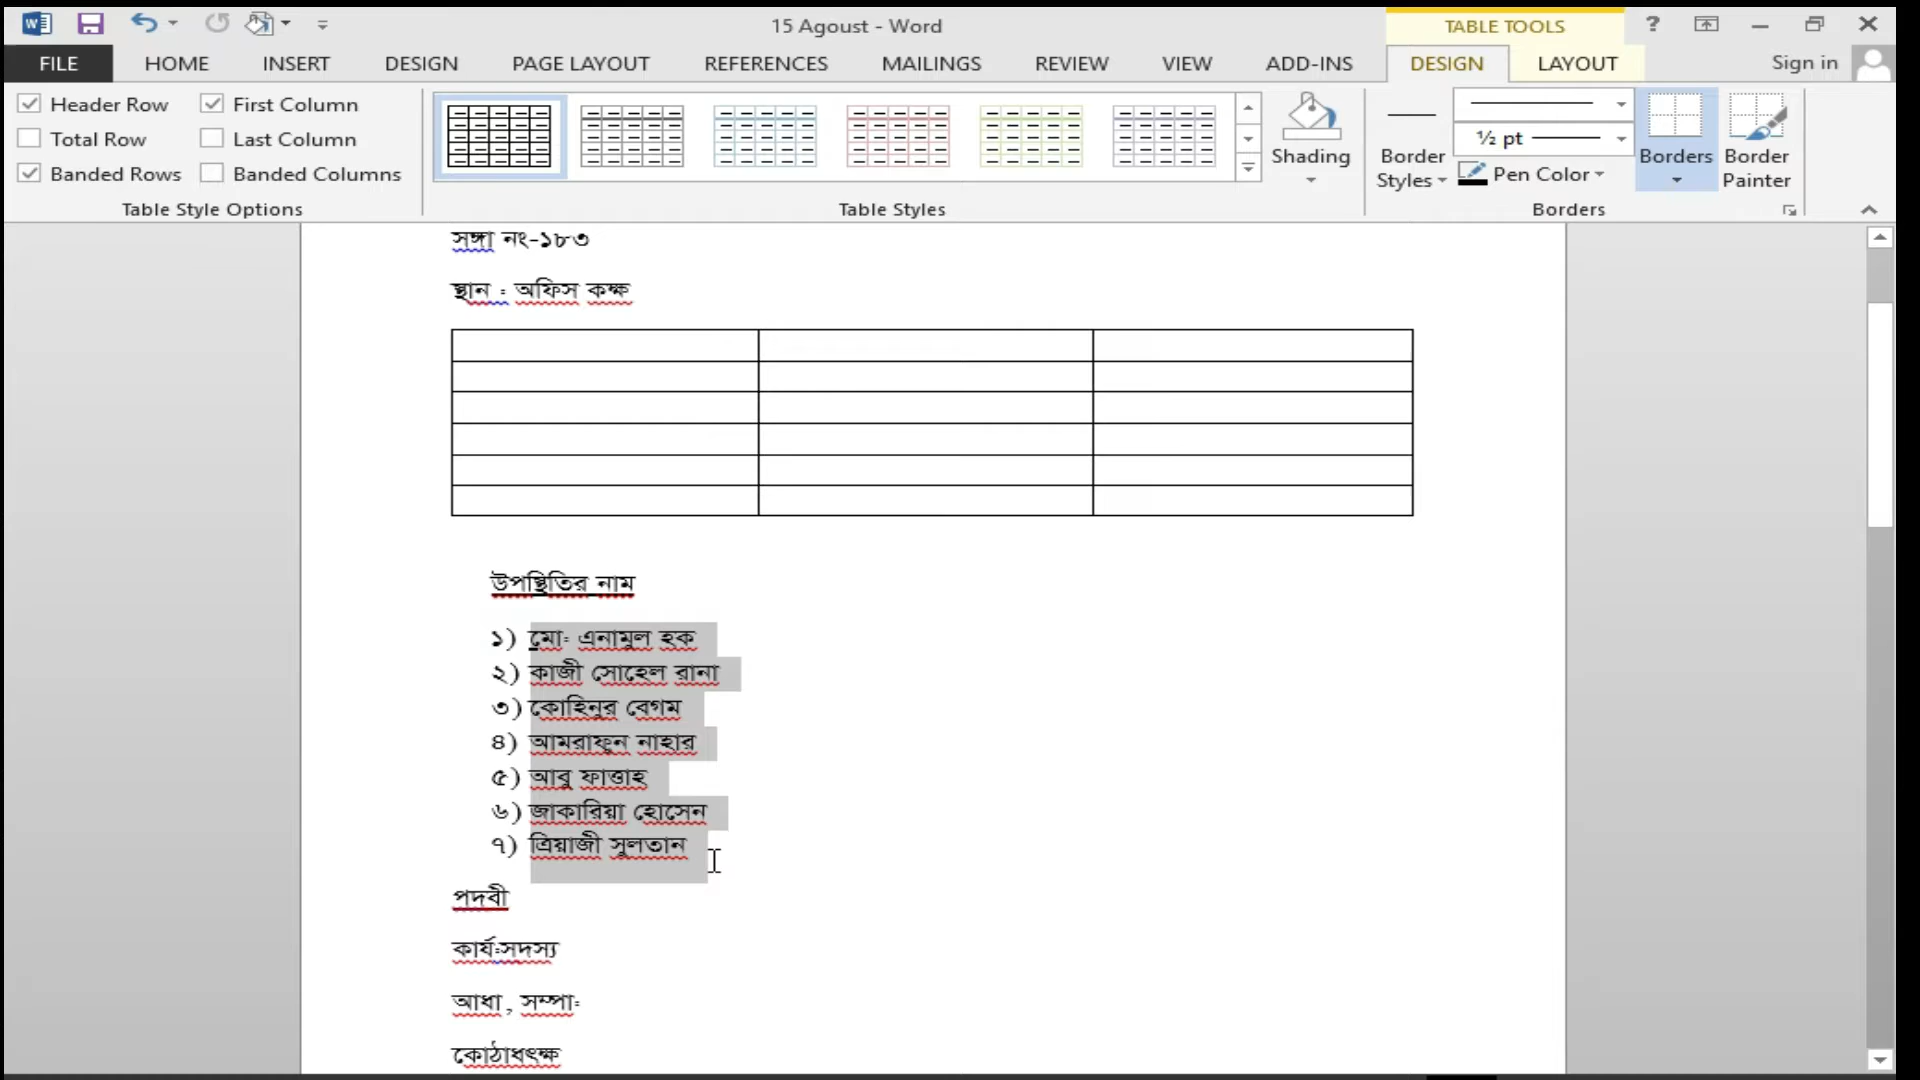 15 Agoust - Word
TABLE TOOLS
?
FILE
HOME
INSERT
DESIGN
PAGE LAYOUT
REFERENCES
MAILINGS
REVIEW
VIEW
ADD-INS
DESIGN
LAYOUT
Sign in
Header Row
First Column
Total Row
Last Column
Banded Rows
Banded Columns
Table Style Options
Table Styles
Shading
Border Styles
½ pt
Pen Color
Borders
Border Painter
Borders
সঙ্গা নং-১৮৩
স্থান : অফিস কক্ষ
উপস্থিতির নাম
১) মোঃ এনামুল হক
২) কাজী সোহেল রানা
৩) কোহিনুর বেগম
৪) আমরাফুন নাহার
৫) আবু ফাত্তাহ
৬) জাকারিয়া হোসেন
৭) ত্রিয়াজী সুলতান
পদবী
কার্যঃসদস্য
আধা, সম্পাঃ
কোঠাধৎক্ষ